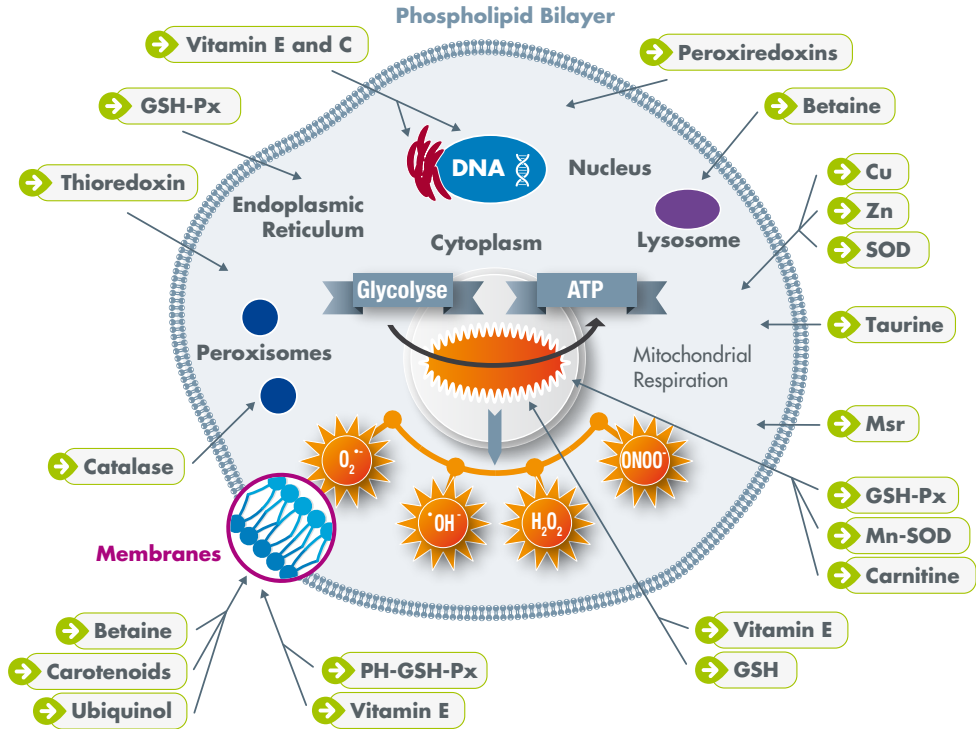 Phospholipid Bilayer
Vitamin E and C
Peroxiredoxins
GSH-Px
Betaine
Thioredoxin
Cu
Zn
SOD
DNA
Nucleus
Endoplasmic
Reticulum
Lysosome
Cytoplasm
Glycolyse
ATP
Taurine
Peroxisomes
Mitochondrial
Respiration
Msr
Catalase
O₂•-
•OH-
H₂O₂
ONOO-
GSH-Px
Mn-SOD
Carnitine
Membranes
Betaine
Carotenoids
Ubiquinol
PH-GSH-Px
Vitamin E
Vitamin E
GSH